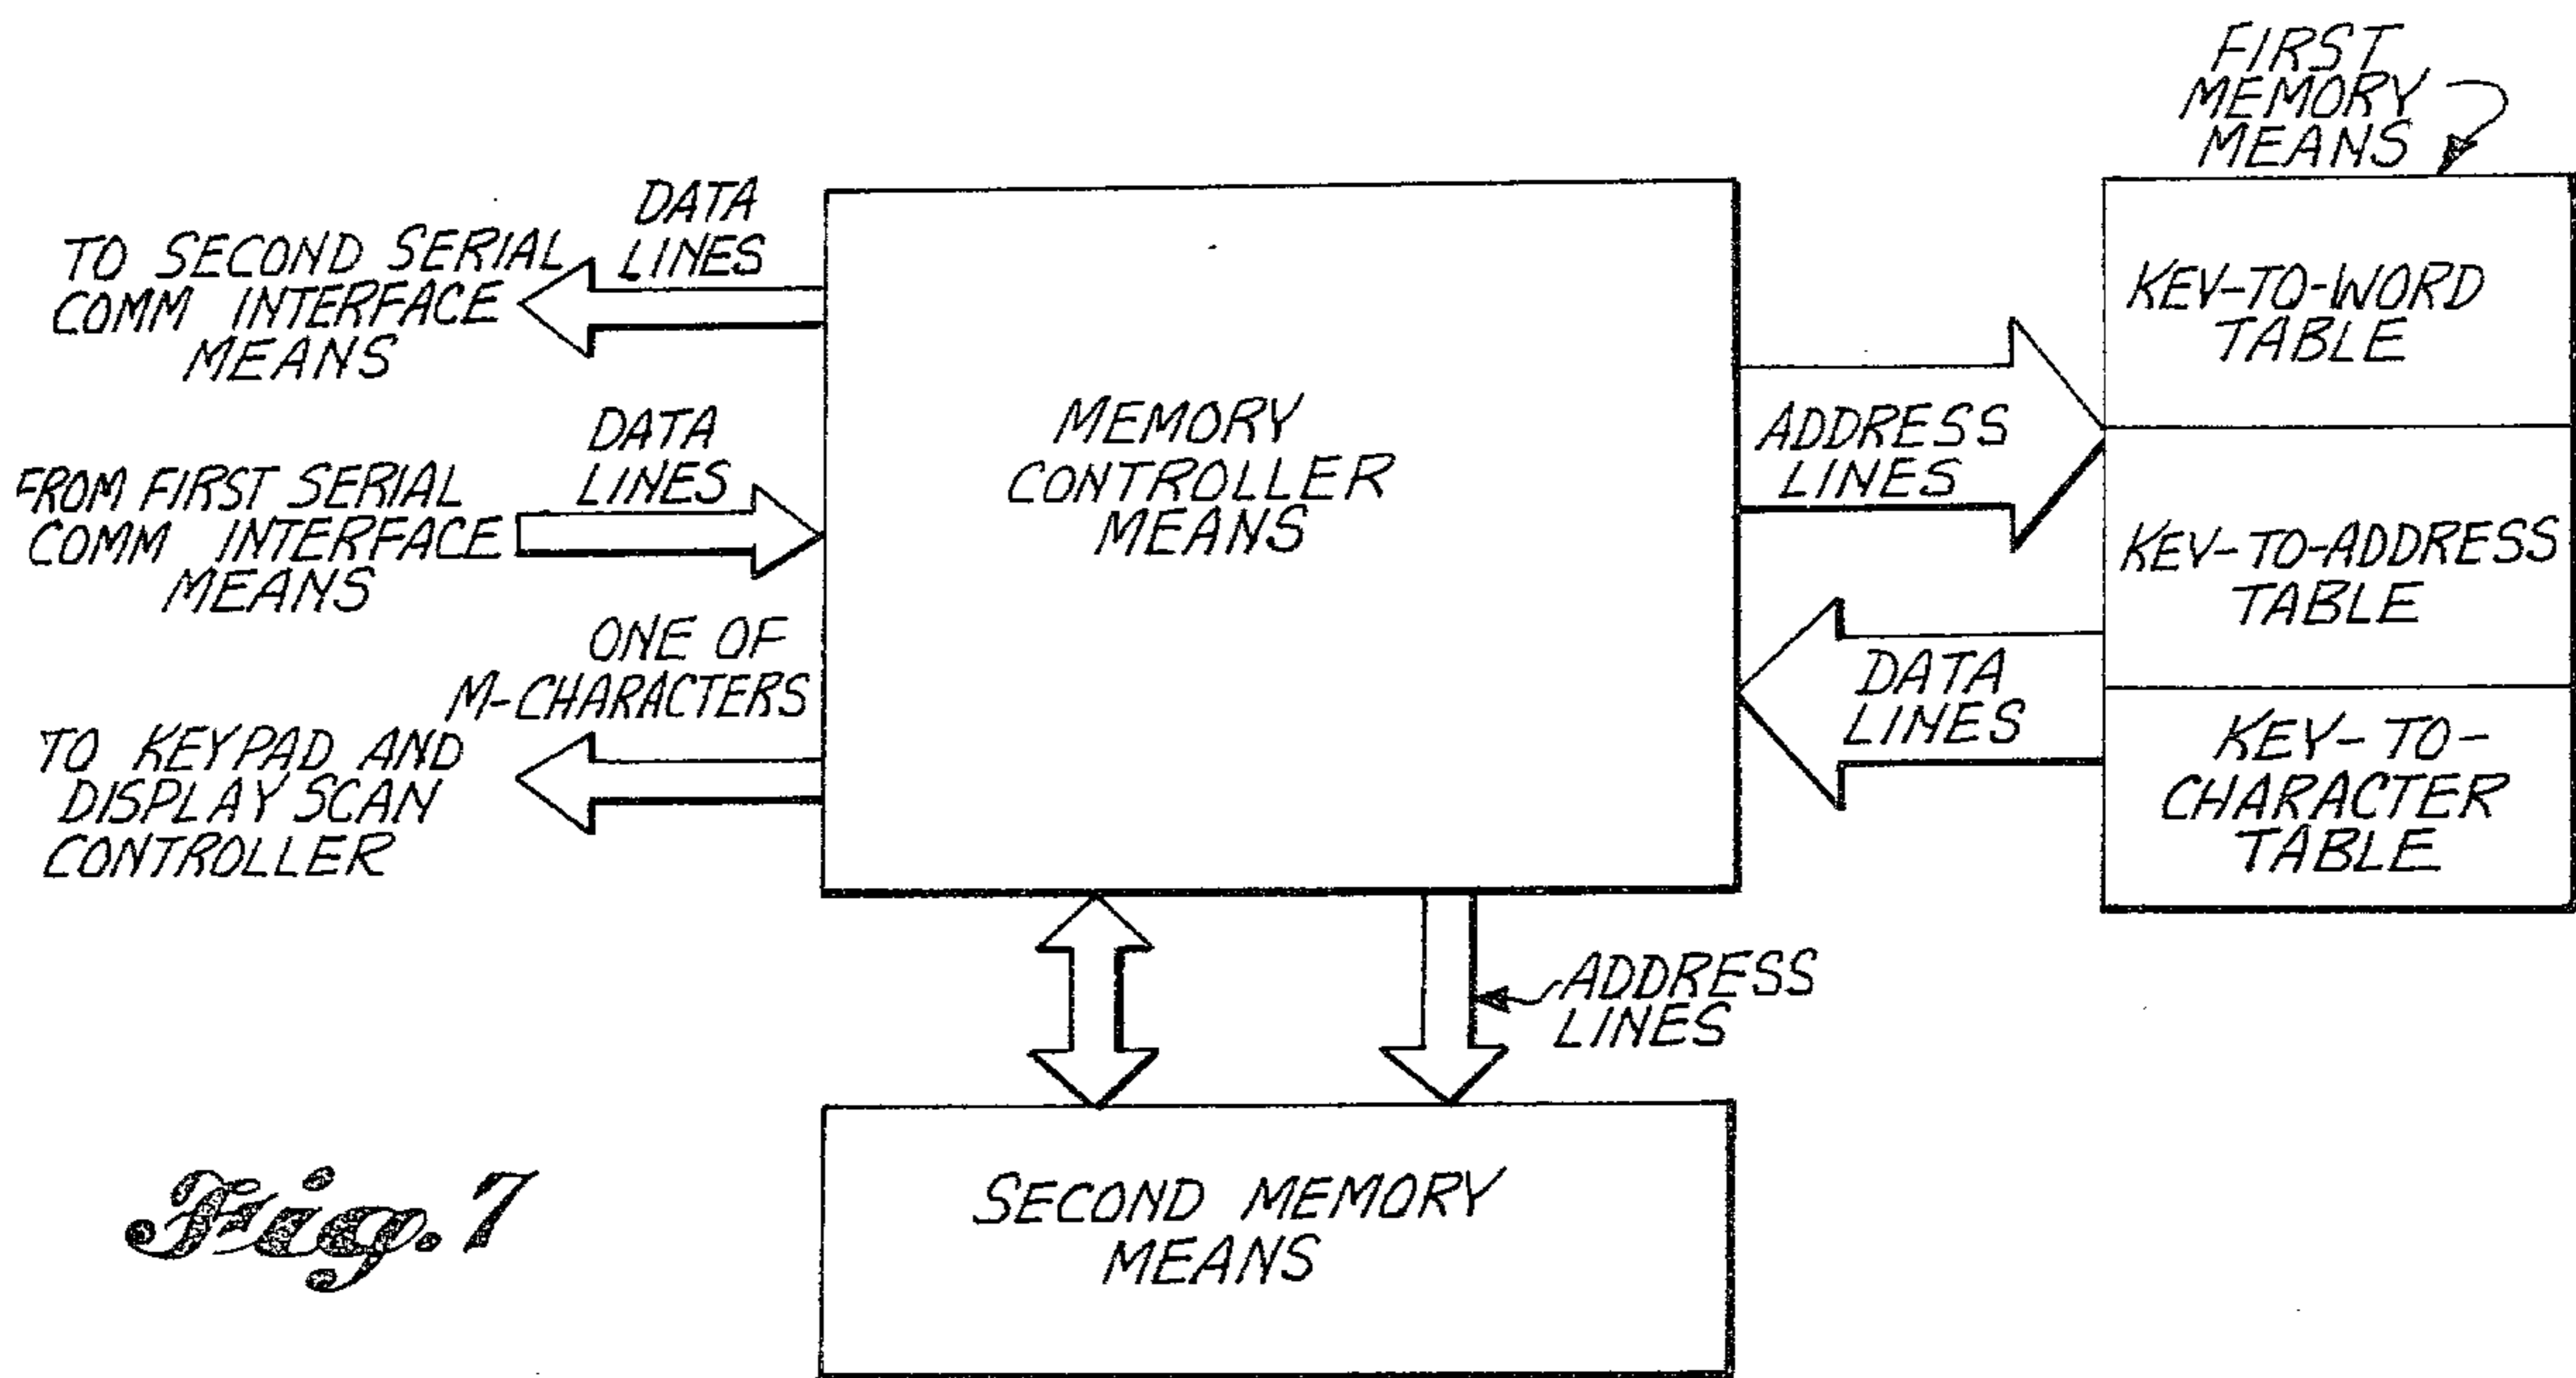 FIRST
MEMORY
MEANS
DATA
LINES
TO SECOND SERIAL
COMM INTERFACE
MEANS
DATA
LINES
FROM FIRST SERIAL
COMM INTERFACE
MEANS
ONE OF
M-CHARACTERS
TO KEYPAD AND
DISPLAY SCAN
CONTROLLER
MEMORY
CONTROLLER
MEANS
ADDRESS
LINES
DATA
LINES
KEY-TO-WORD
TABLE
KEY-TO-ADDRESS
TABLE
KEY-TO-
CHARACTER
TABLE
ADDRESS
LINES
SECOND MEMORY
MEANS
Fig. 7